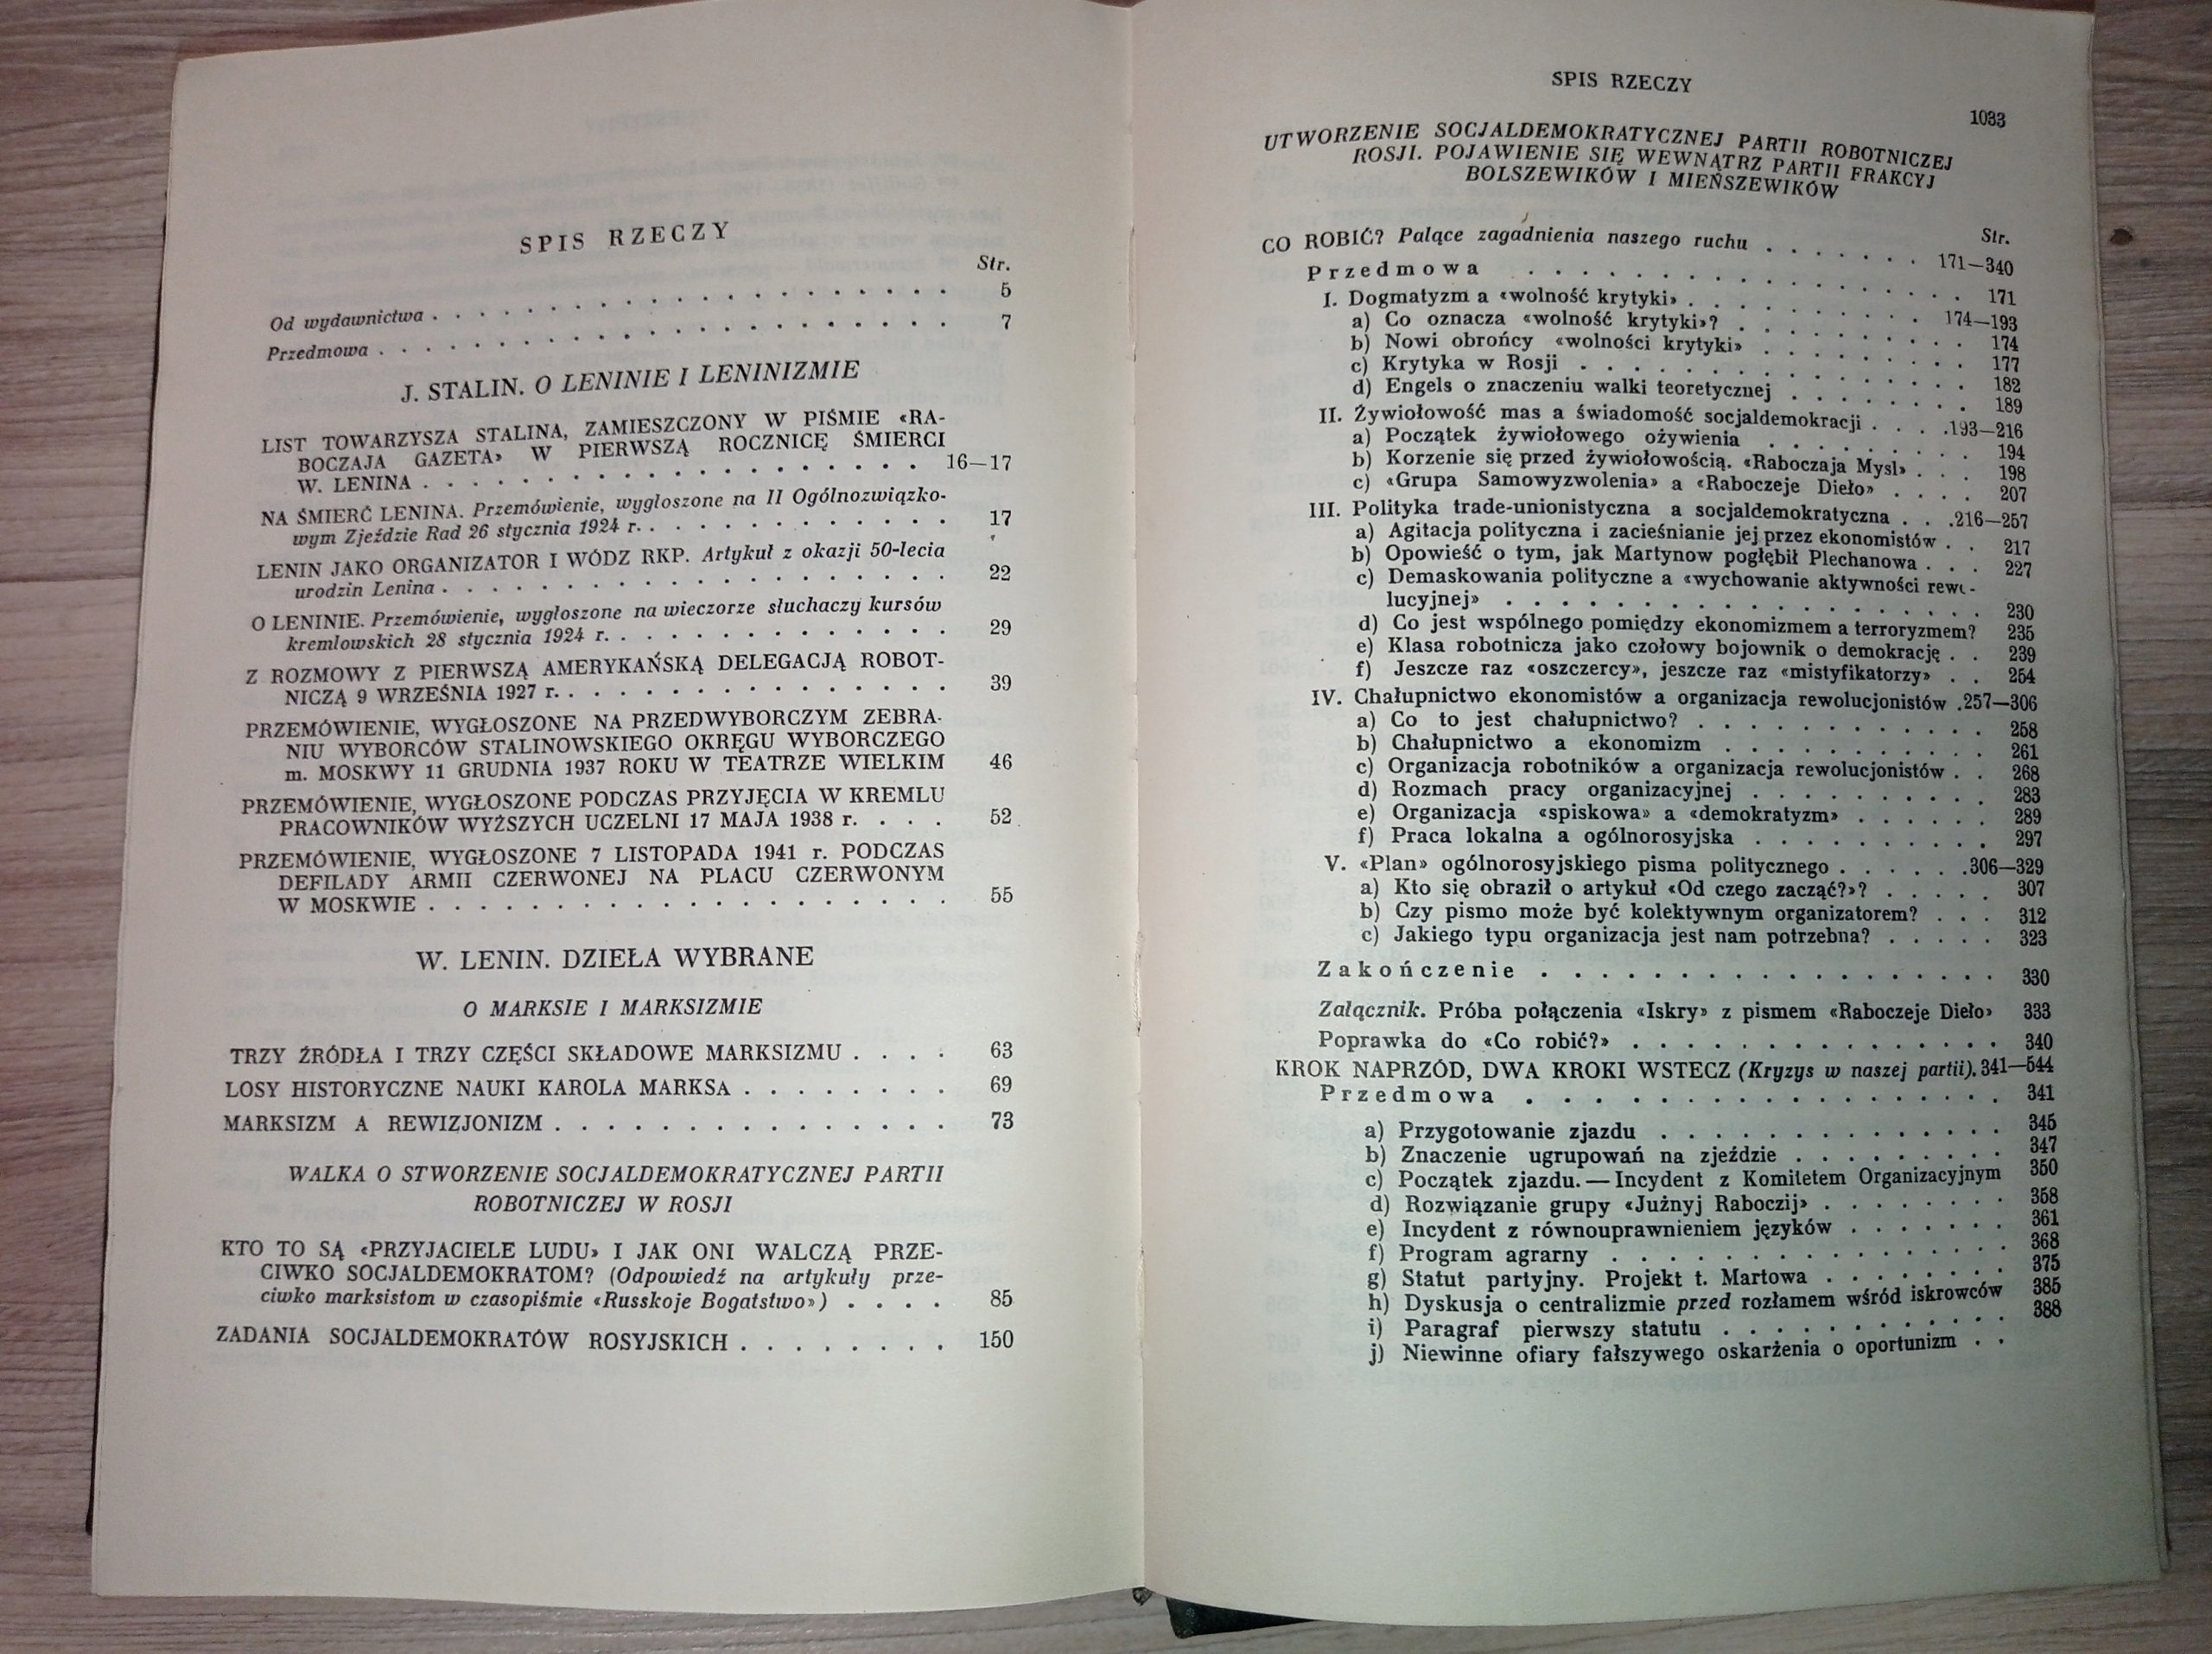 SPIS RZECZY
Str.
Od wydawnictwa . . . . . . . . . . . . . . . . . . . . . 5
Przedmowa . . . . . . . . . . . . . . . . . . . . . . . 7
J. STALIN. O LENINIE I LENINIZMIE
LIST TOWARZYSZA STALINA, ZAMIESZCZONY W PIŚMIE «RA-
BOCZAJA GAZETA» W PIERWSZĄ ROCZNICĘ ŚMIERCI
W. LENINA . . . . . . . . . . . . . . . . . . . 16—17
NA ŚMIERĆ LENINA. Przemówienie, wygłoszone na II Ogólnozwiązko-
wym Zjeździe Rad 26 stycznia 1924 r. . . . . . . . . . . . 17
LENIN JAKO ORGANIZATOR I WÓDZ RKP. Artykuł z okazji 50-lecia
urodzin Lenina . . . . . . . . . . . . . . . . . . . 22
O LENINIE. Przemówienie, wygłoszone na wieczorze słuchaczy kursów
kremlowskich 28 stycznia 1924 r. . . . . . . . . . . . . 29
Z ROZMOWY Z PIERWSZĄ AMERYKAŃSKĄ DELEGACJĄ ROBOT-
NICZĄ 9 WRZEŚNIA 1927 r. . . . . . . . . . . . . . . 39
PRZEMÓWIENIE, WYGŁOSZONE NA PRZEDWYBORCZYM ZEBRA-
NIU WYBORCÓW STALINOWSKIEGO OKRĘGU WYBORCZEGO
m. MOSKWY 11 GRUDNIA 1937 ROKU W TEATRZE WIELKIM 46
PRZEMÓWIENIE, WYGŁOSZONE PODCZAS PRZYJĘCIA W KREMLU
PRACOWNIKÓW WYŻSZYCH UCZELNI 17 MAJA 1938 r. . . . 52
PRZEMÓWIENIE, WYGŁOSZONE 7 LISTOPADA 1941 r. PODCZAS
DEFILADY ARMII CZERWONEJ NA PLACU CZERWONYM
W MOSKWIE . . . . . . . . . . . . . . . . . . . 55
W. LENIN. DZIEŁA WYBRANE
O MARKSIE I MARKSIZMIE
TRZY ŹRÓDŁA I TRZY CZĘŚCI SKŁADOWE MARKSIZMU . . . . 63
LOSY HISTORYCZNE NAUKI KAROLA MARKSA . . . . . . . . 69
MARKSIZM A REWIZJONIZM . . . . . . . . . . . . . . . 73
WALKA O STWORZENIE SOCJALDEMOKRATYCZNEJ PARTII
ROBOTNICZEJ W ROSJI
KTO TO SĄ «PRZYJACIELE LUDU» I JAK ONI WALCZĄ PRZE-
CIWKO SOCJALDEMOKRATOM? (Odpowiedź na artykuły prze-
ciwko marksistom w czasopiśmie «Russkoje Bogatstwo») . . . . 85
ZADANIA SOCJALDEMOKRATÓW ROSYJSKICH . . . . . . . . 150
SPIS RZECZY
1033
UTWORZENIE SOCJALDEMOKRATYCZNEJ PARTII ROBOTNICZEJ
ROSJI. POJAWIENIE SIĘ WEWNĄTRZ PARTII FRAKCYJ
BOLSZEWIKÓW I MIEŃSZEWIKÓW
Str.
CO ROBIĆ? Palące zagadnienia naszego ruchu . . . . . . . 171—340
Przedmowa . . . . . . . . . . . . . . . . . 171
I. Dogmatyzm a «wolność krytyki» . . . . . . . . . 174—193
a) Co oznacza «wolność krytyki»? . . . . . . . . . . 174
b) Nowi obrońcy «wolności krytyki» . . . . . . . . . 177
c) Krytyka w Rosji . . . . . . . . . . . . . . . 182
d) Engels o znaczeniu walki teoretycznej . . . . . . . . 189
II. Żywiołowość mas a świadomość socjaldemokracji . . . .193—216
a) Początek żywiołowego ożywienia . . . . . . . . . 194
b) Korzenie się przed żywiołowością. «Raboczaja Mysl» . . . 198
c) «Grupa Samowyzwolenia» a «Raboczeje Dieło» . . . . 207
III. Polityka trade-unionistyczna a socjaldemokratyczna . . .216—257
a) Agitacja polityczna i zacieśnianie jej przez ekonomistów . . 217
b) Opowieść o tym, jak Martynow pogłębił Plechanowa . . . 227
c) Demaskowania polityczne a «wychowanie aktywności rewo-
lucyjnej» . . . . . . . . . . . . . . . . . . 230
d) Co jest wspólnego pomiędzy ekonomizmem a terroryzmem? 235
e) Klasa robotnicza jako czołowy bojownik o demokrację . . 239
f) Jeszcze raz «oszczercy», jeszcze raz «mistyfikatorzy» . . 254
IV. Chałupnictwo ekonomistów a organizacja rewolucjonistów .257—306
a) Co to jest chałupnictwo? . . . . . . . . . . . 258
b) Chałupnictwo a ekonomizm . . . . . . . . . . 261
c) Organizacja robotników a organizacja rewolucjonistów . . 268
d) Rozmach pracy organizacyjnej . . . . . . . . . 283
e) Organizacja «spiskowa» a «demokratyzm» . . . . . . 289
f) Praca lokalna a ogólnorosyjska . . . . . . . . . 297
V. «Plan» ogólnorosyjskiego pisma politycznego . . . . . .306—329
a) Kto się obraził o artykuł «Od czego zacząć?»? . . . . . 307
b) Czy pismo może być kolektywnym organizatorem? . . . 312
c) Jakiego typu organizacja jest nam potrzebna? . . . . . 323
Zakończenie . . . . . . . . . . . . . . . . . 330
Załącznik. Próba połączenia «Iskry» z pismem «Raboczeje Dieło» 333
Poprawka do «Co robić?» . . . . . . . . . . . . . . 340
KROK NAPRZÓD, DWA KROKI WSTECZ (Kryzys w naszej partii). 341—544
Przedmowa . . . . . . . . . . . . . . . . . . 341
a) Przygotowanie zjazdu . . . . . . . . . . . . . 345
b) Znaczenie ugrupowań na zjeździe . . . . . . . . . 347
c) Początek zjazdu. — Incydent z Komitetem Organizacyjnym 350
d) Rozwiązanie grupy «Jużnyj Raboczij» . . . . . . . 358
e) Incydent z równouprawnieniem języków . . . . . . . 361
f) Program agrarny . . . . . . . . . . . . . . . 368
g) Statut partyjny. Projekt t. Martowa . . . . . . . . 375
h) Dyskusja o centralizmie przed rozłamem wśród iskrowców 385
i) Paragraf pierwszy statutu . . . . . . . . . . . 388
j) Niewinne ofiary fałszywego oskarżenia o oportunizm . .